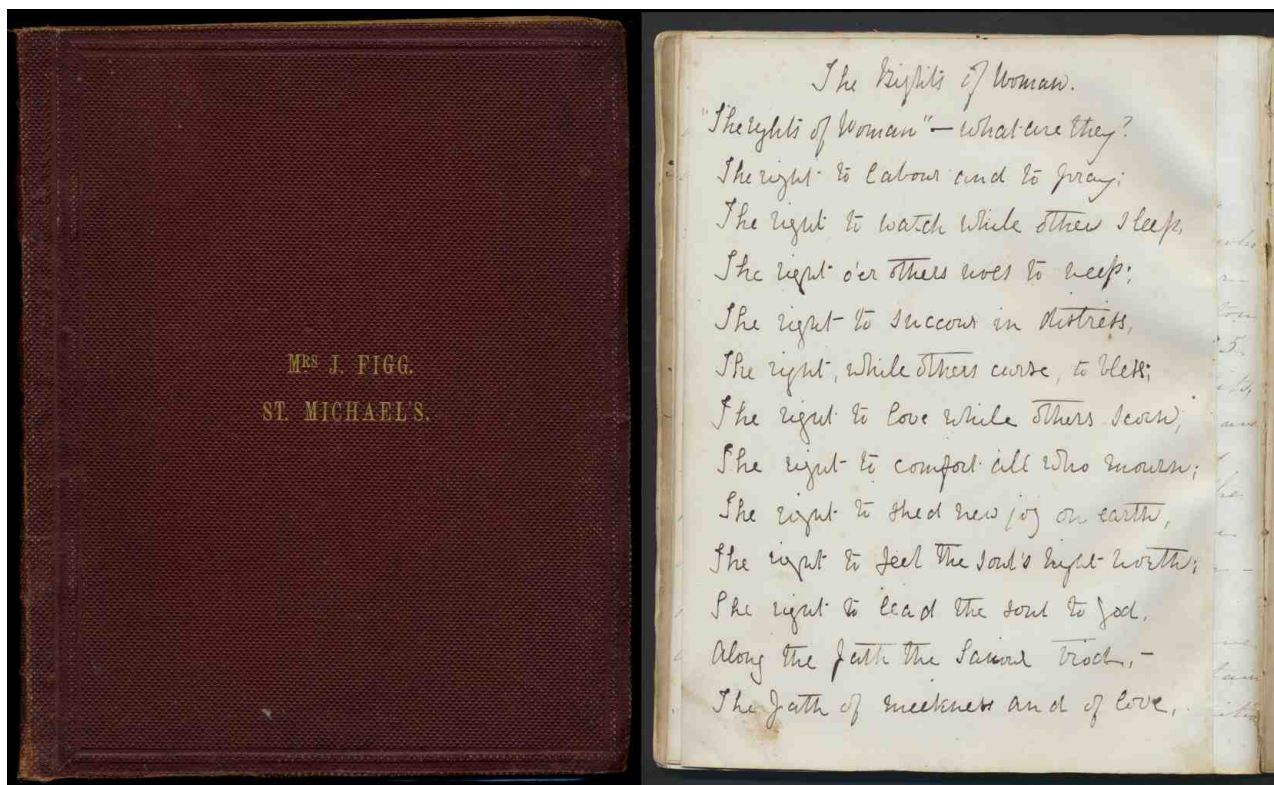 MRS J. FIGG.
ST. MICHAEL'S.
The Rights of Woman.
"The rights of Woman" – what are they?
The right to labour and to pray;
The right to watch while other sleep,
The right o'er others woes to weep;
The right to succour in distress,
The right, while others curse, to bless;
The right to love while others scorn,
The right to comfort all who mourn;
The right to shed new joy on earth,
The right to feel the soul's hight worth;
The right to lead the soul to God,
Along the path the Saviour trod, –
The path of meekness and of love,